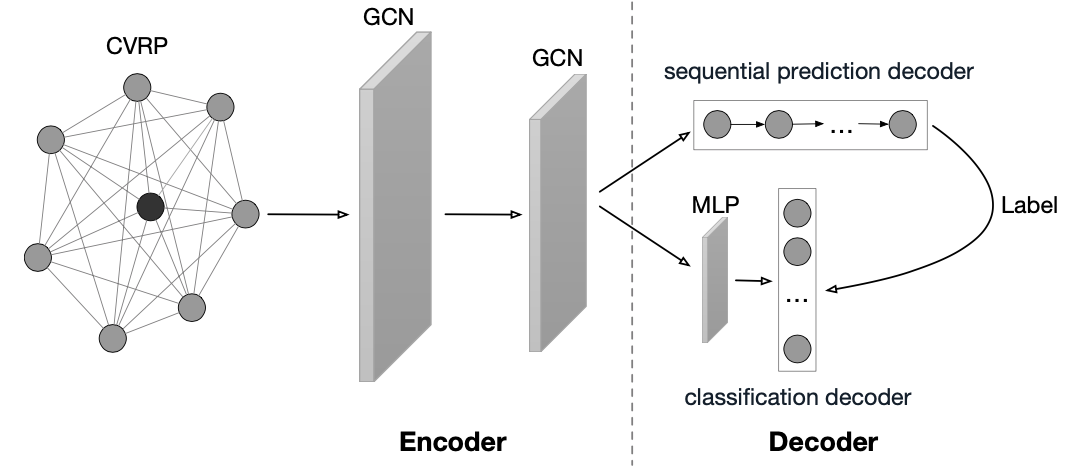 GCN
CVRP
GCN
sequential prediction decoder
...
MLP
Label
...
classification decoder
Encoder
Decoder